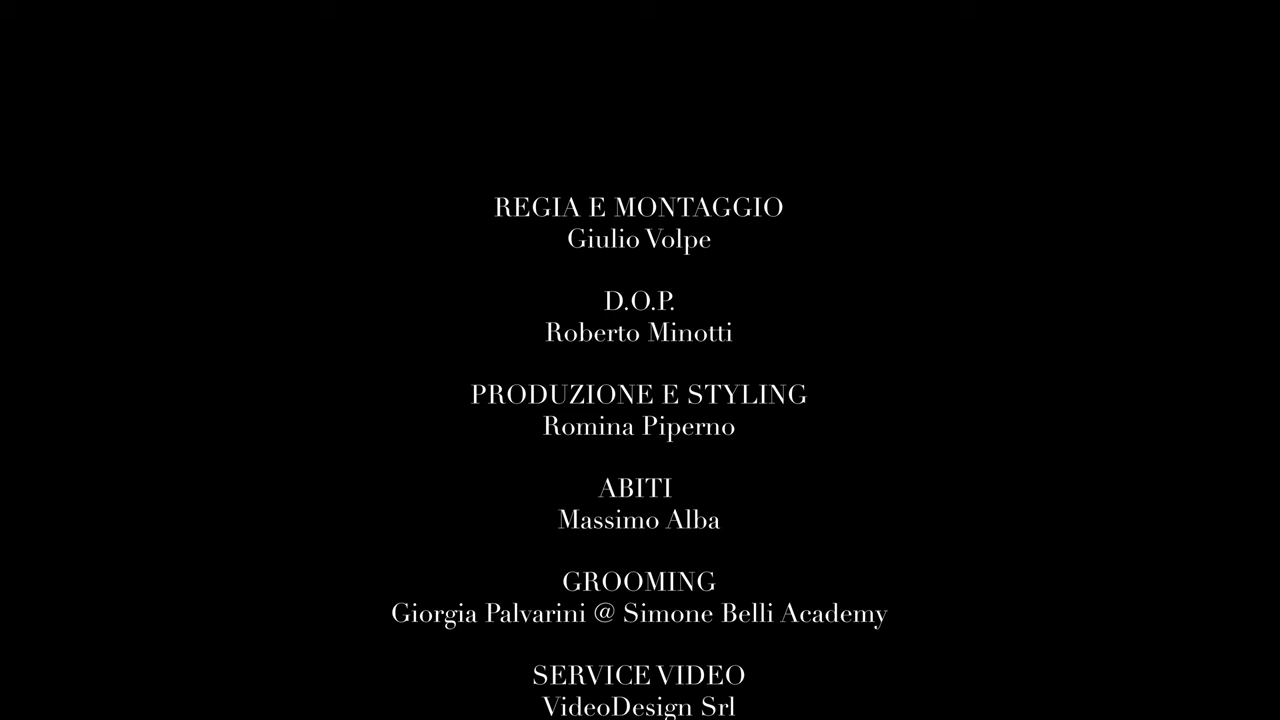 REGIA E MONTAGGIO
Giulio Volpe
D.O.P.
Roberto Minotti
PRODUZIONE E STYLING
Romina Piperno
ABITI
Massimo Alba
GROOMING
Giorgia Palvarini @ Simone Belli Academy
SERVICE VIDEO
VideoDesign Srl